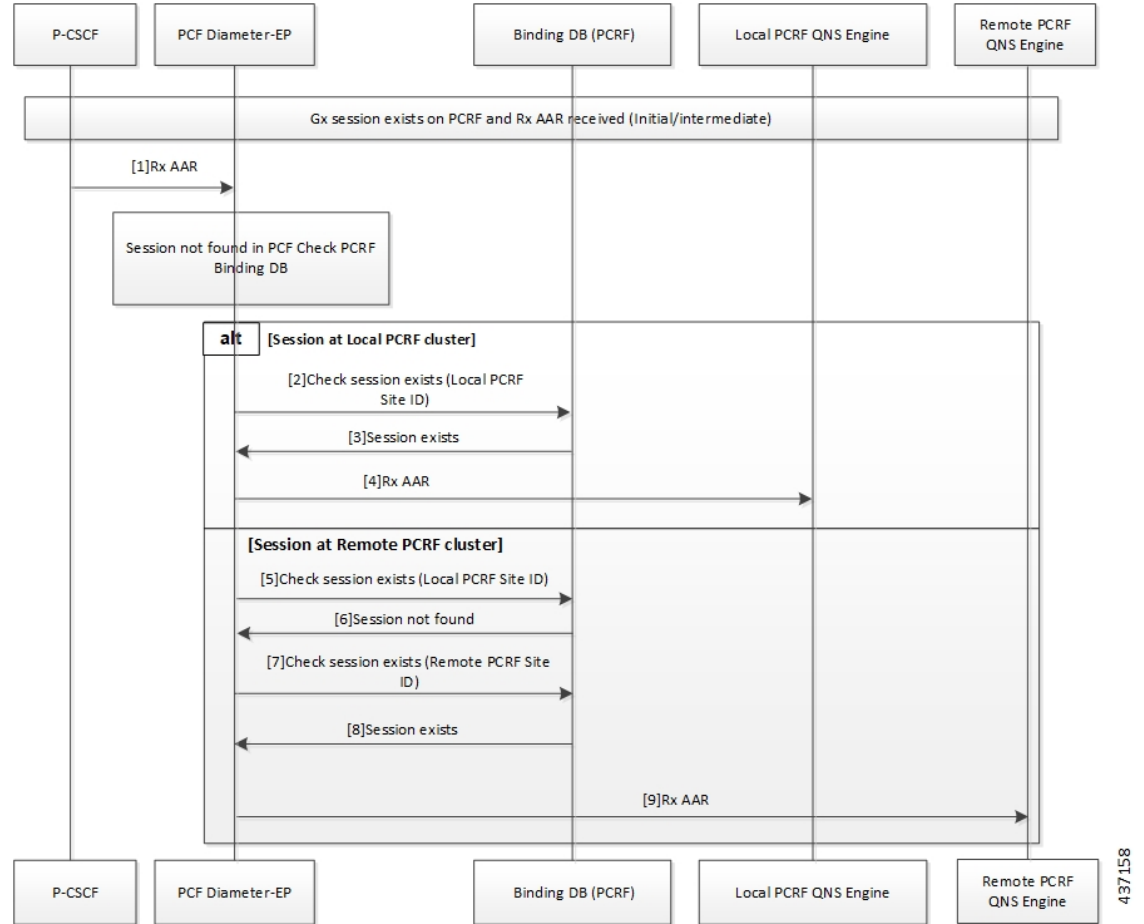 P-CSCF
PCF Diameter-EP
Binding DB (PCRF)
Local PCRF QNS Engine
Remote PCRF
QNS Engine
Gx session exists on PCRF and Rx AAR received (Initial/intermediate)
[1]Rx AAR
Session not found in PCF Check PCRF
Binding DB
alt
[Session at Local PCRF cluster]
[2]Check session exists (Local PCRF
Site ID)
[3]Session exists
[4]Rx AAR
[Session at Remote PCRF cluster]
[5]Check session exists (Local PCRF Site ID)
[6]Session not found
[7]Check session exists (Remote PCRF Site
ID)
[8]Session exists
[9]Rx AAR
P-CSCF
PCF Diameter-EP
Binding DB (PCRF)
Local PCRF QNS Engine
Remote PCRF
QNS Engine
437158